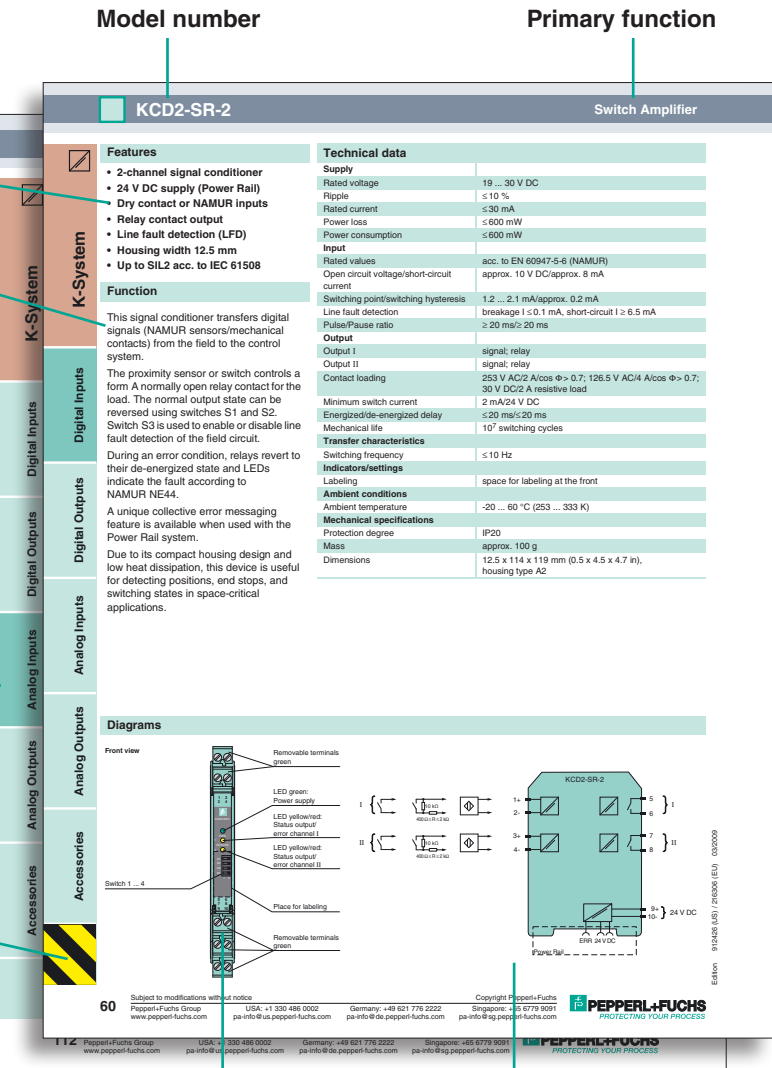 Model number
Primary function
KCD2-SR-2
Switch Amplifier
K-System
Digital Inputs
Digital Outputs
Analog Inputs
Analog Outputs
Accessories
K-System
Digital Inputs
Digital Outputs
Analog Inputs
Analog Outputs
Accessories
Features
• 2-channel signal conditioner
• 24 V DC supply (Power Rail)
• Dry contact or NAMUR inputs
• Relay contact output
• Line fault detection (LFD)
• Housing width 12.5 mm
• Up to SIL2 acc. to IEC 61508
Function
This signal conditioner transfers digital
signals (NAMUR sensors/mechanical
contacts) from the field to the control
system.
The proximity sensor or switch controls a
form A normally open relay contact for the
load. The normal output state can be
reversed using switches S1 and S2.
Switch S3 is used to enable or disable line
fault detection of the field circuit.
During an error condition, relays revert to
their de-energized state and LEDs
indicate the fault according to
NAMUR NE44.
A unique collective error messaging
feature is available when used with the
Power Rail system.
Due to its compact housing design and
low heat dissipation, this device is useful
for detecting positions, end stops, and
switching states in space-critical
applications.
Technical data
Supply
Rated voltage 19 ... 30 V DC
Ripple ≤ 10 %
Rated current ≤ 30 mA
Power loss ≤ 600 mW
Power consumption ≤ 600 mW
Input
Rated values acc. to EN 60947-5-6 (NAMUR)
Open circuit voltage/short-circuit approx. 10 V DC/approx. 8 mA
current
Switching point/switching hysteresis 1.2 ... 2.1 mA/approx. 0.2 mA
Line fault detection breakage I ≤ 0.1 mA, short-circuit I ≥ 6.5 mA
Pulse/Pause ratio ≥ 20 ms/≥ 20 ms
Output
Output I signal; relay
Output II signal; relay
Contact loading 253 V AC/2 A/cos Φ > 0.7; 126.5 V AC/4 A/cos Φ > 0.7;
30 V DC/2 A resistive load
Minimum switch current 2 mA/24 V DC
Energized/de-energized delay ≤ 20 ms/≤ 20 ms
Mechanical life 10⁷ switching cycles
Transfer characteristics
Switching frequency ≤ 10 Hz
Indicators/settings
Labeling space for labeling at the front
Ambient conditions
Ambient temperature -20 ... 60 °C (253 ... 333 K)
Mechanical specifications
Protection degree IP20
Mass approx. 100 g
Dimensions 12.5 x 114 x 119 mm (0.5 x 4.5 x 4.7 in),
housing type A2
Diagrams
Front view
Removable terminals
green
LED green:
Power supply
LED yellow/red:
Status output/
error channel I
LED yellow/red:
Status output/
error channel II
Switch 1 ... 4
Place for labeling
Removable terminals
green
I
10 kΩ
400 Ω ≤ R ≤ 2 kΩ
II
10 kΩ
400 Ω ≤ R ≤ 2 kΩ
KCD2-SR-2
1+
2-
3+
4-
5
6
I
7
8
II
9+
10-
24 V DC
ERR 24 V DC
Power Rail
Edition 912426 (US) / 216306 (EU) 03/2009
60
Subject to modifications without notice Copyright Pepperl+Fuchs
Pepperl+Fuchs Group USA: +1 330 486 0002 Germany: +49 621 776 2222 Singapore: +65 6779 9091
www.pepperl-fuchs.com pa-info@us.pepperl-fuchs.com pa-info@de.pepperl-fuchs.com pa-info@sg.pepperl-fuchs.com
PEPPERL+FUCHS
PROTECTING YOUR PROCESS
112
Pepperl+Fuchs Group USA: +1 330 486 0002 Germany: +49 621 776 2222 Singapore: +65 6779 9091
www.pepperl-fuchs.com pa-info@us.pepperl-fuchs.com pa-info@de.pepperl-fuchs.com pa-info@sg.pepperl-fuchs.com
PEPPERL+FUCHS
PROTECTING YOUR PROCESS